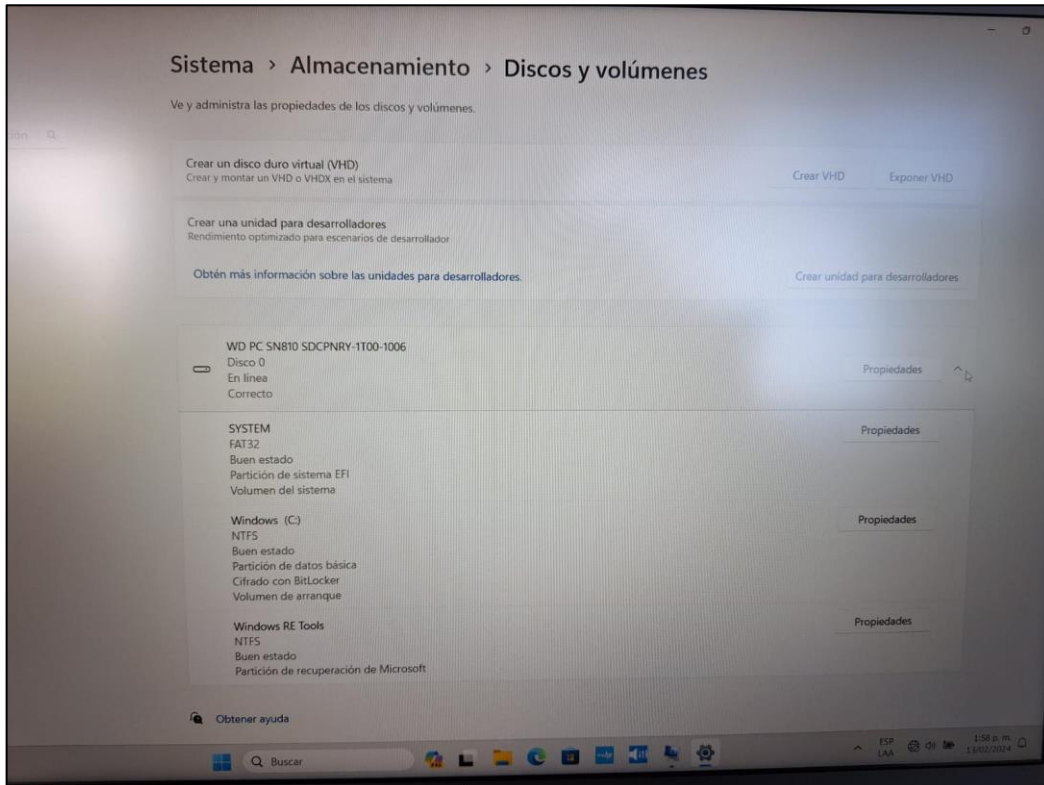 Sistema > Almacenamiento > Discos y volúmenes
Ve y administra las propiedades de los discos y volúmenes.
Crear un disco duro virtual (VHD)
Crear y montar un VHD o VHDX en el sistema
Crear VHD Exponer VHD
Crear una unidad para desarrolladores
Rendimiento optimizado para escenarios de desarrollador
Obtén más información sobre las unidades para desarrolladores.
Crear unidad para desarrolladores
WD PC SN810 SDCPNRY-1T00-1006
Disco 0
En línea
Correcto
Propiedades
SYSTEM
FAT32
Buen estado
Partición de sistema EFI
Volumen del sistema
Propiedades
Windows (C:)
NTFS
Buen estado
Partición de datos básica
Cifrado con BitLocker
Volumen de arranque
Propiedades
Windows RE Tools
NTFS
Buen estado
Partición de recuperación de Microsoft
Propiedades
Obtener ayuda
Buscar
ESP
LAA
1:58 p. m.
13/02/2024